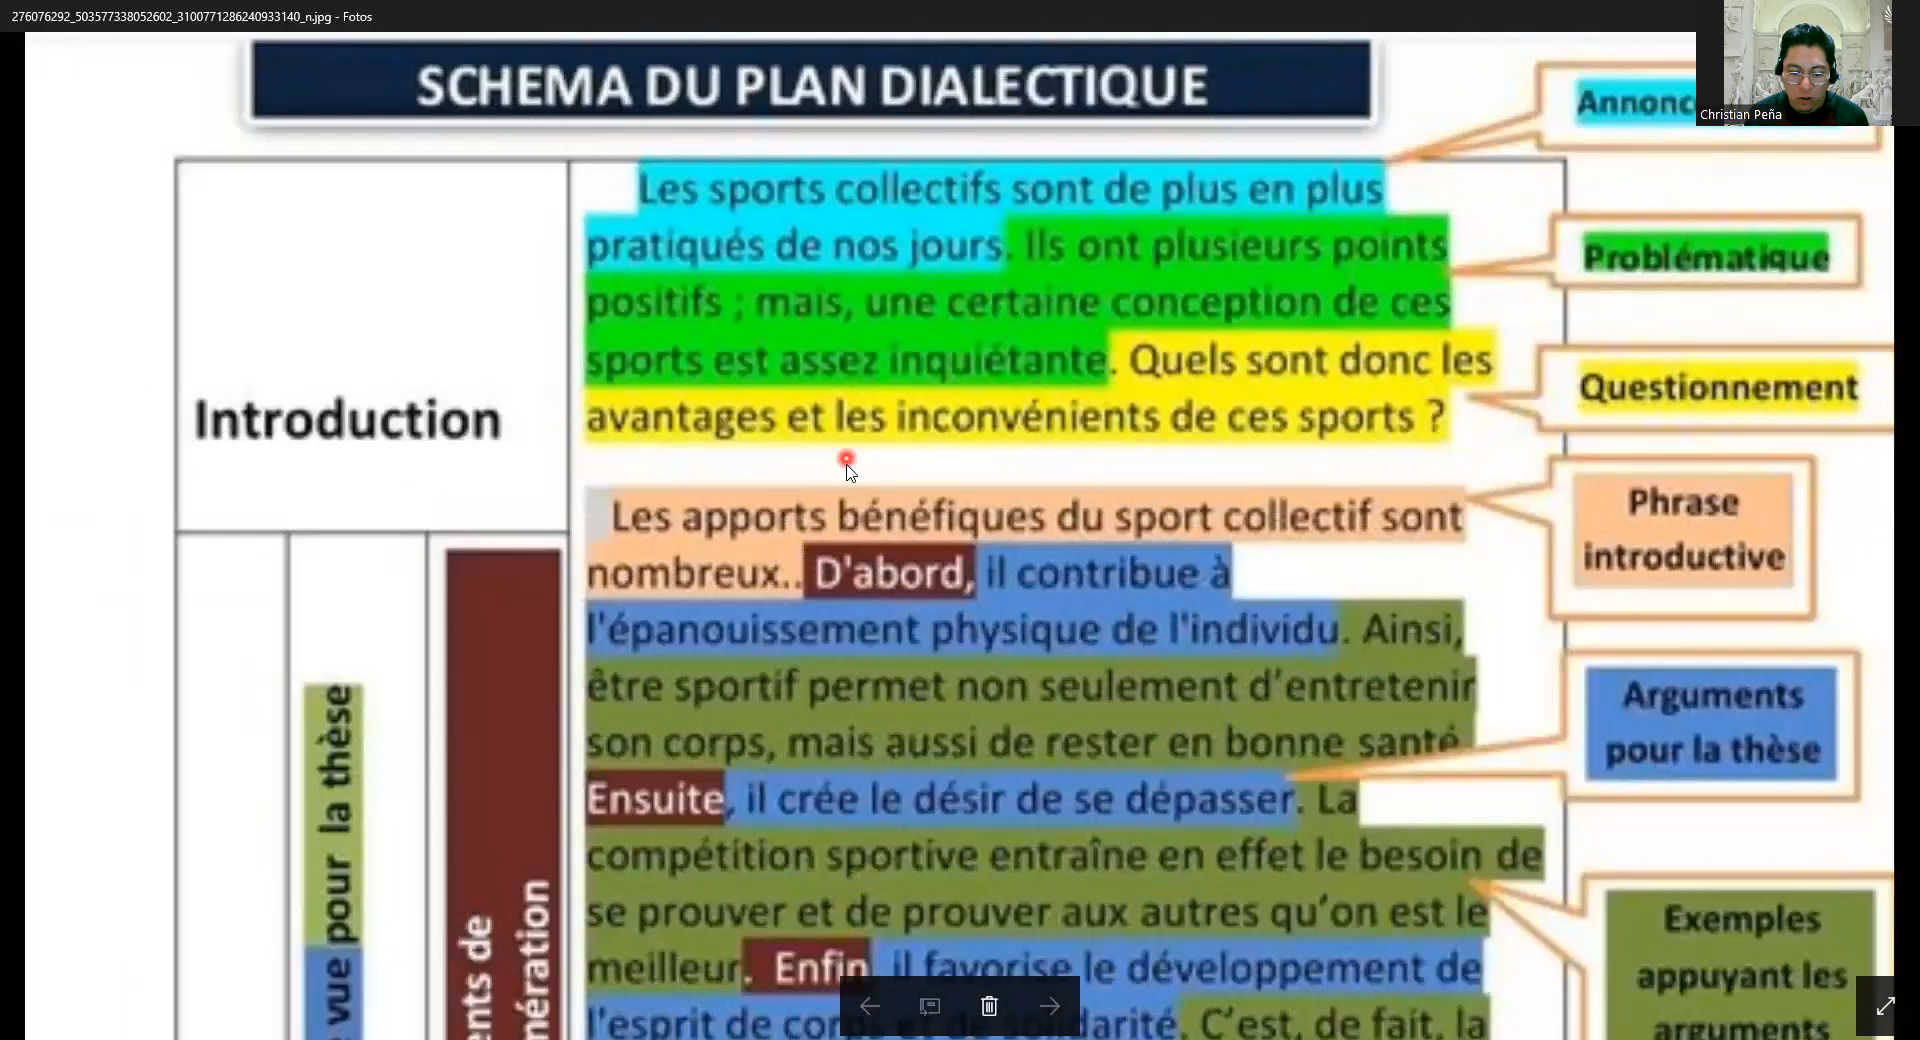 276076292_503577338052602_3100771286240933140_n.jpg - Fotos
Christian Peña
SCHEMA DU PLAN DIALECTIQUE
Introduction
Les sports collectifs sont de plus en plus
pratiqués de nos jours. Ils ont plusieurs points
positifs ; mais, une certaine conception de ces
sports est assez inquiétante. Quels sont donc les
avantages et les inconvénients de ces sports ?
Les apports bénéfiques du sport collectif sont
nombreux.. D'abord, il contribue à
l'épanouissement physique de l'individu. Ainsi,
être sportif permet non seulement d'entretenir
son corps, mais aussi de rester en bonne santé.
Ensuite, il crée le désir de se dépasser. La
compétition sportive entraîne en effet le besoin de
se prouver et de prouver aux autres qu'on est le
meilleur. Enfin il favorise le développement de
l'esprit de corps et de solidarité. C'est, de fait, la
vue pour la thèse
Problématique
Questionnement
Phrase
introductive
Arguments
pour la thèse
Exemples
appuyant les
arguments